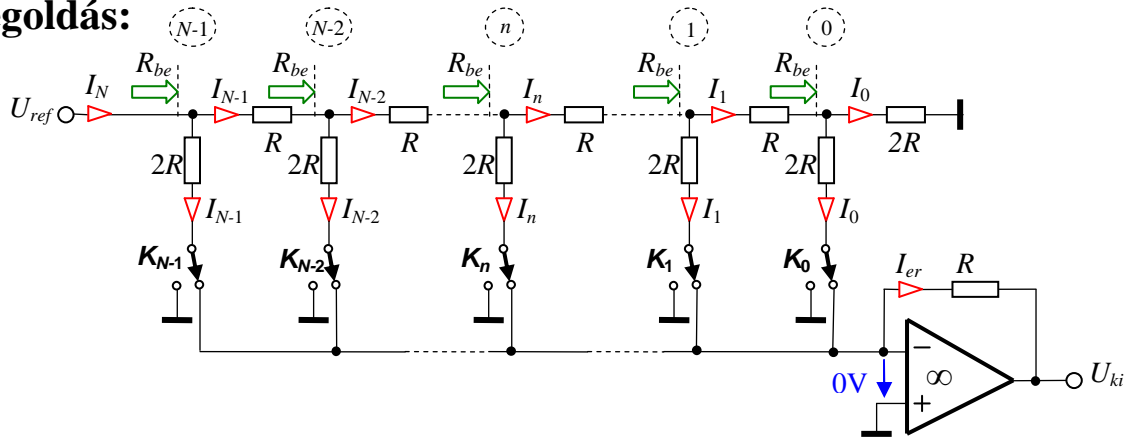 goldás:
N-1 N-2 n 1 0
R_be R_be R_be R_be R_be
I_N I_N-1 I_N-2 I_n I_1 I_0
U_ref
R R R R 2R
2R 2R 2R 2R 2R
I_N-1 I_N-2 I_n I_1 I_0
K_N-1 K_N-2 K_n K_1 K_0
I_er R
−
0V ∞ U_ki
+